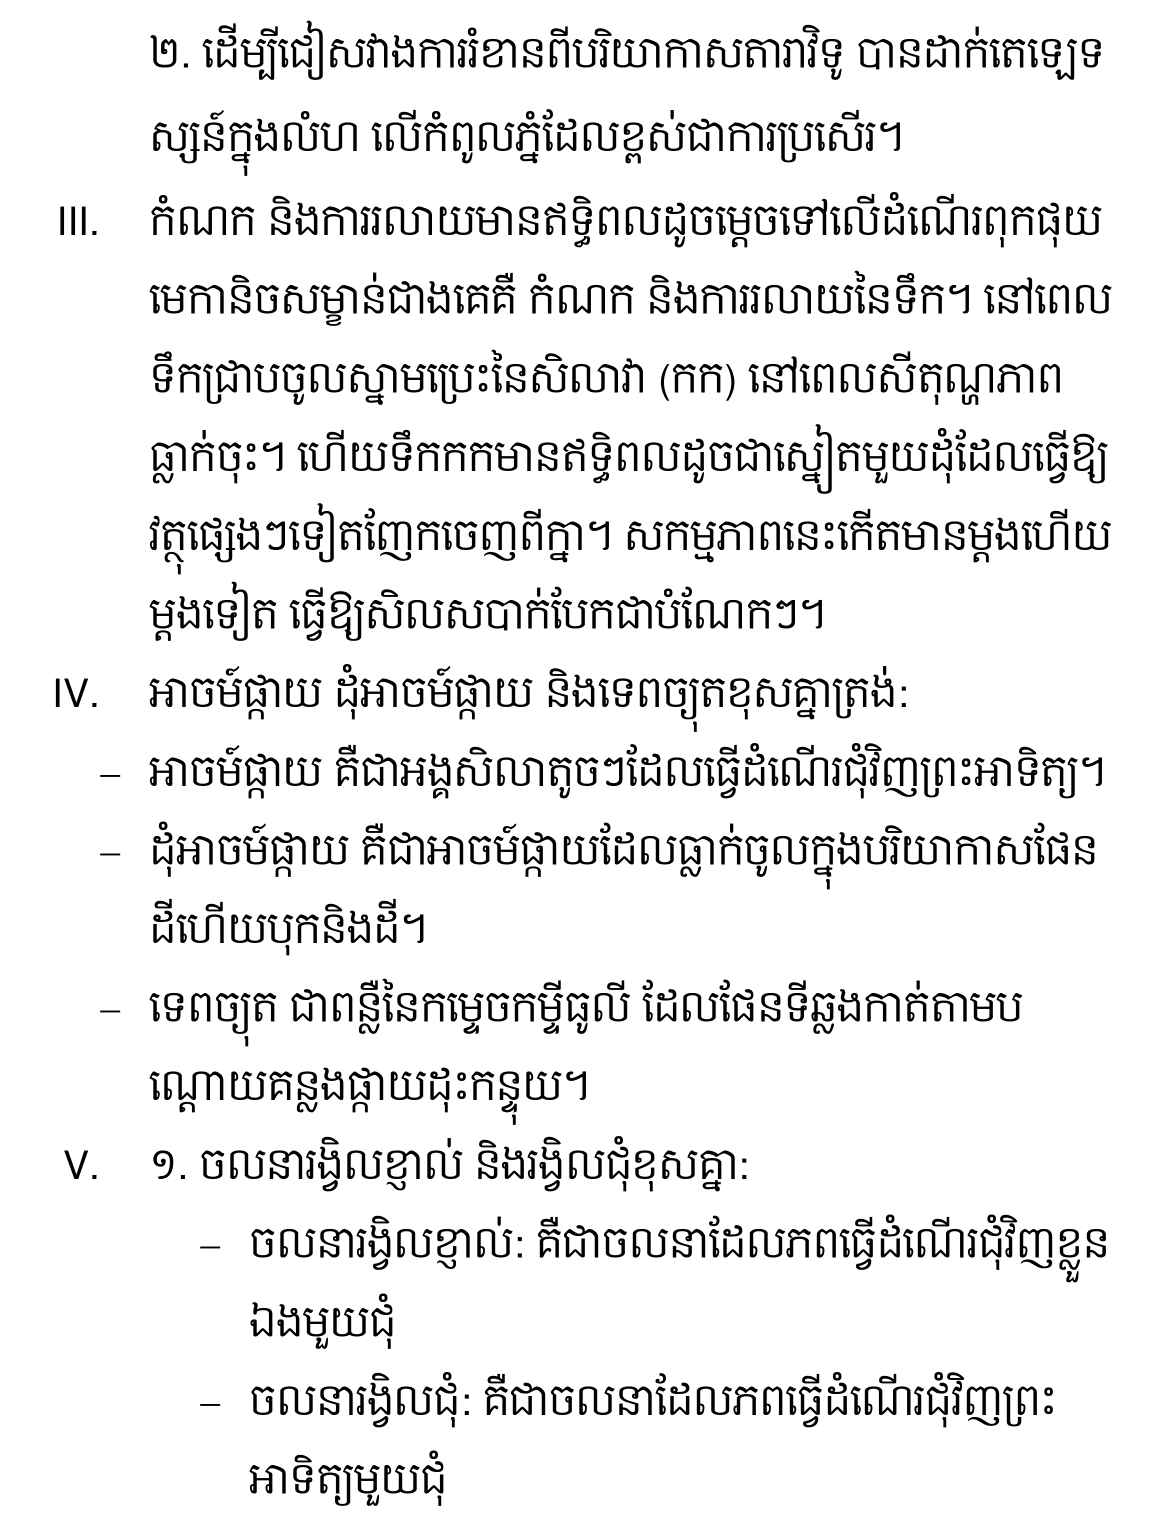 ២. ដើម្បីជៀសវាងការរំខានពីបរិយាកាសតារាវិទូ បានដាក់តេឡេទ
ស្សន៍ក្នុងលំហ លើកំពូលភ្នំដែលខ្ពស់ជាការប្រសើរ។
III. កំណក និងការរលាយមានឥទ្ធិពលដូចម្តេចទៅលើដំណើរពុកផុយ
មេកានិចសម្ខាន់ជាងគេគឺ កំណក និងការរលាយនៃទឹក។ នៅពេល
ទឹកជ្រាបចូលស្នាមប្រេះនៃសិលាវា (កក) នៅពេលសីតុណ្ហភាព
ធ្លាក់ចុះ។ ហើយទឹកកកមានឥទ្ធិពលដូចជាស្នៀតមួយដុំដែលធ្វើឱ្យ
វត្ថុផ្សេងៗទៀតញែកចេញពីក្នា។ សកម្មភាពនេះកើតមានម្តងហើយ
ម្តងទៀត ធ្វើឱ្យសិលសបាក់បែកជាបំណែកៗ។
IV. អាចម៍ផ្កាយ ដុំអាចម៍ផ្កាយ និងទេពច្យុតខុសគ្នាត្រង់:
– អាចម៍ផ្កាយ គឺជាអង្គសិលាតូចៗដែលធ្វើដំណើរជុំវិញព្រះអាទិត្យ។
– ដុំអាចម៍ផ្កាយ គឺជាអាចម៍ផ្កាយដែលធ្លាក់ចូលក្នុងបរិយាកាសផែន
ដីហើយបុកនិងដី។
– ទេពច្យុត ជាពន្លឺនៃកម្ទេចកម្ទីធូលី ដែលផែនទីឆ្លងកាត់តាមប
ណ្តោយគន្លងផ្កាយដុះកន្ទុយ។
V. ១. ចលនារង្វិលខ្ញាល់ និងរង្វិលជុំខុសគ្នា:
– ចលនារង្វិលខ្ញាល់: គឺជាចលនាដែលភពធ្វើដំណើរជុំវិញខ្លួន
ឯងមួយជុំ
– ចលនារង្វិលជុំ: គឺជាចលនាដែលភពធ្វើដំណើរជុំវិញព្រះ
អាទិត្យមួយជុំ